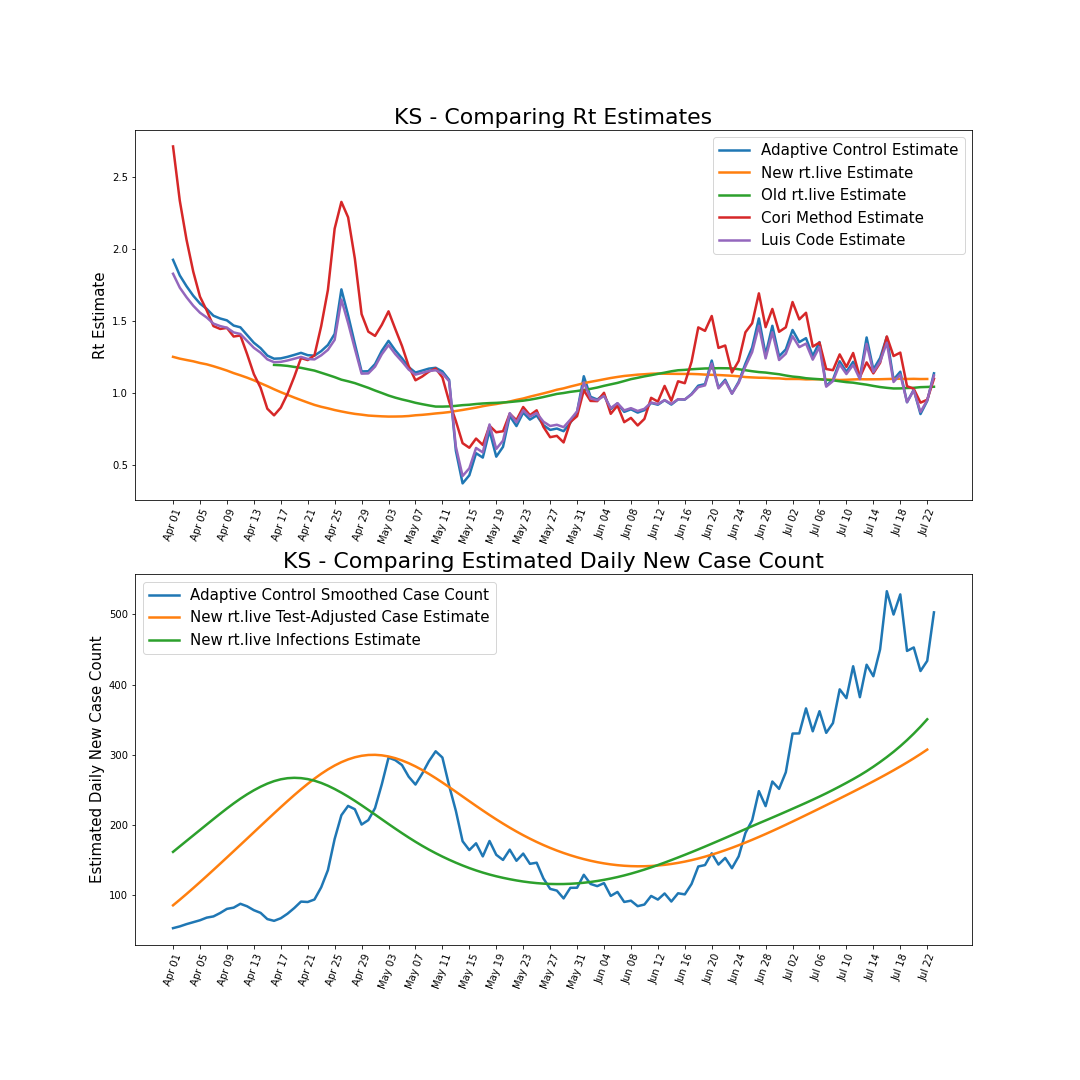 KS - Comparing Rt Estimates
Rt Estimate
2.5
2.0
1.5
1.0
0.5
Adaptive Control Estimate
New rt.live Estimate
Old rt.live Estimate
Cori Method Estimate
Luis Code Estimate
Apr 01 Apr 05 Apr 09 Apr 13 Apr 17 Apr 21 Apr 25 Apr 29 May 03 May 07 May 11 May 15 May 19 May 23 May 27 May 31 Jun 04 Jun 08 Jun 12 Jun 16 Jun 20 Jun 24 Jun 28 Jul 02 Jul 06 Jul 10 Jul 14 Jul 18 Jul 22
KS - Comparing Estimated Daily New Case Count
Estimated Daily New Case Count
500
400
300
200
100
Adaptive Control Smoothed Case Count
New rt.live Test-Adjusted Case Estimate
New rt.live Infections Estimate
Apr 01 Apr 05 Apr 09 Apr 13 Apr 17 Apr 21 Apr 25 Apr 29 May 03 May 07 May 11 May 15 May 19 May 23 May 27 May 31 Jun 04 Jun 08 Jun 12 Jun 16 Jun 20 Jun 24 Jun 28 Jul 02 Jul 06 Jul 10 Jul 14 Jul 18 Jul 22